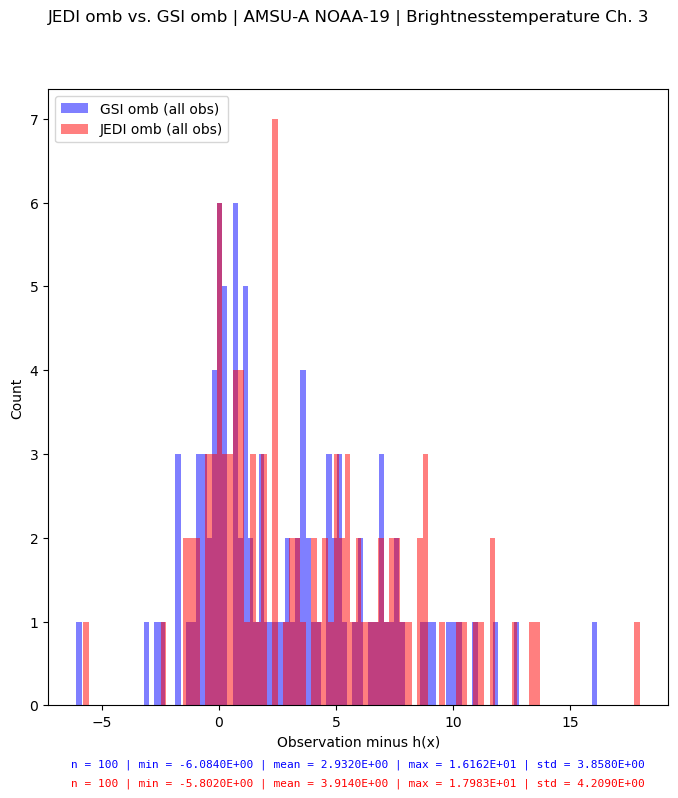 JEDI omb vs. GSI omb | AMSU-A NOAA-19 | Brightnesstemperature Ch. 3
GSI omb (all obs)
JEDI omb (all obs)
7
6
5
4
3
2
1
0
Count
−5 0 5 10 15
Observation minus h(x)
n = 100 | min = -6.0840E+00 | mean = 2.9320E+00 | max = 1.6162E+01 | std = 3.8580E+00
n = 100 | min = -5.8020E+00 | mean = 3.9140E+00 | max = 1.7983E+01 | std = 4.2090E+00